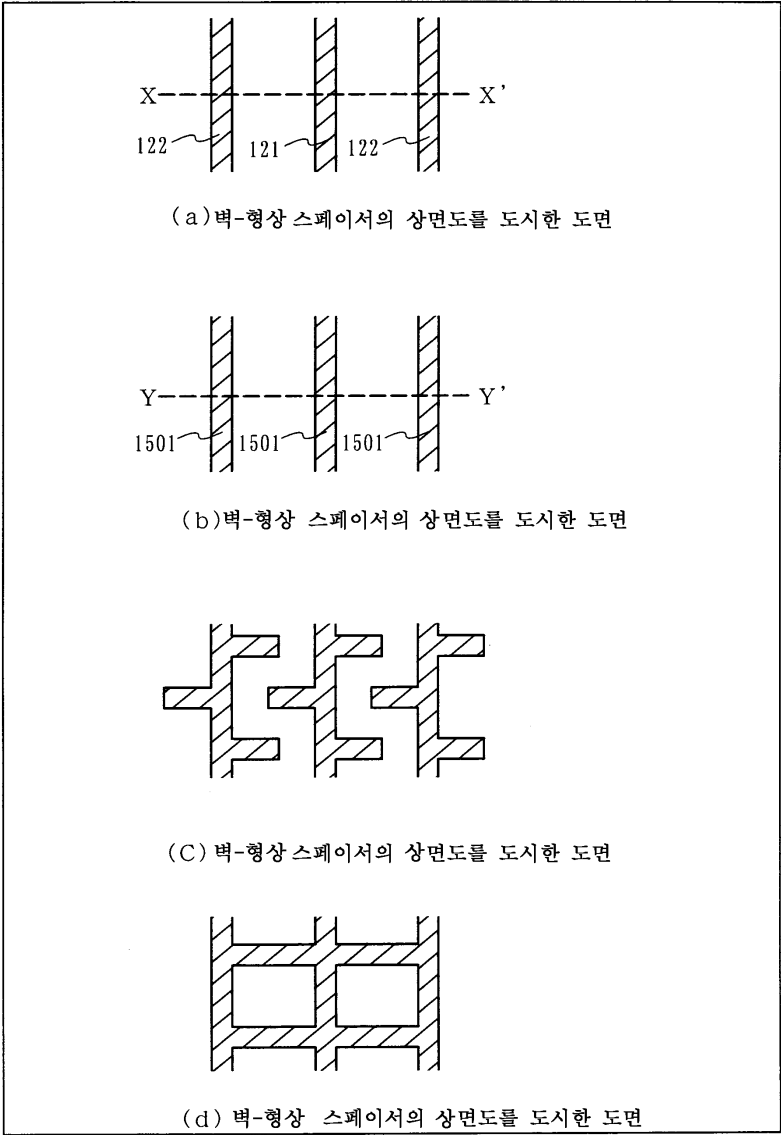 X X'
122 121 122
(a)벽-형상 스페이서의 상면도를 도시한 도면
Y Y'
1501 1501 1501
(b)벽-형상 스페이서의 상면도를 도시한 도면
(C) 벽-형상 스페이서의 상면도를 도시한 도면
(d) 벽-형상 스페이서의 상면도를 도시한 도면